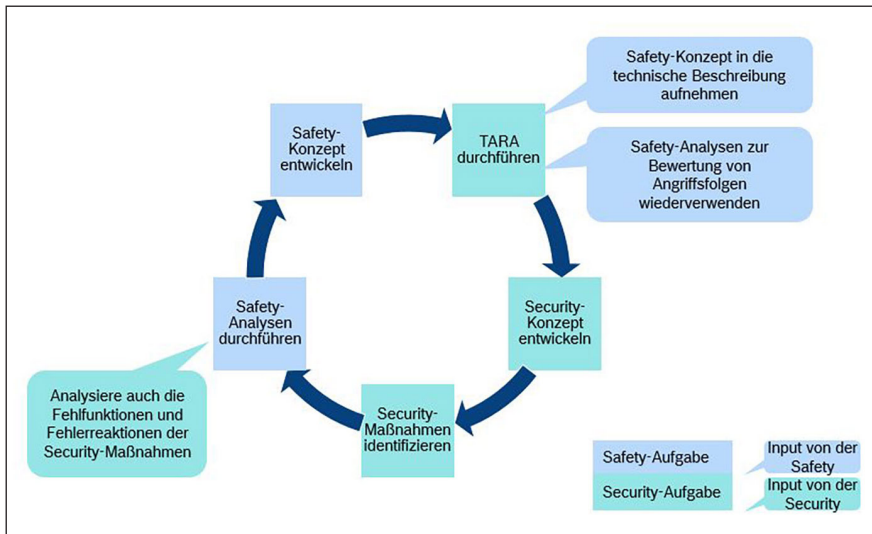 Safety-Konzept in die
technische Beschreibung
aufnehmen
Safety-
Konzept
entwickeln
TARA
durchführen
Safety-Analysen zur
Bewertung von
Angriffsfolgen
wiederverwenden
Safety-
Analysen
durchführen
Security-
Konzept
entwickeln
Analysiere auch die
Fehlfunktionen und
Fehlerreaktionen der
Security-Maßnahmen
Security-
Maßnahmen
identifizieren
Safety-Aufgabe
Input von der
Safety
Security-Aufgabe
Input von der
Security